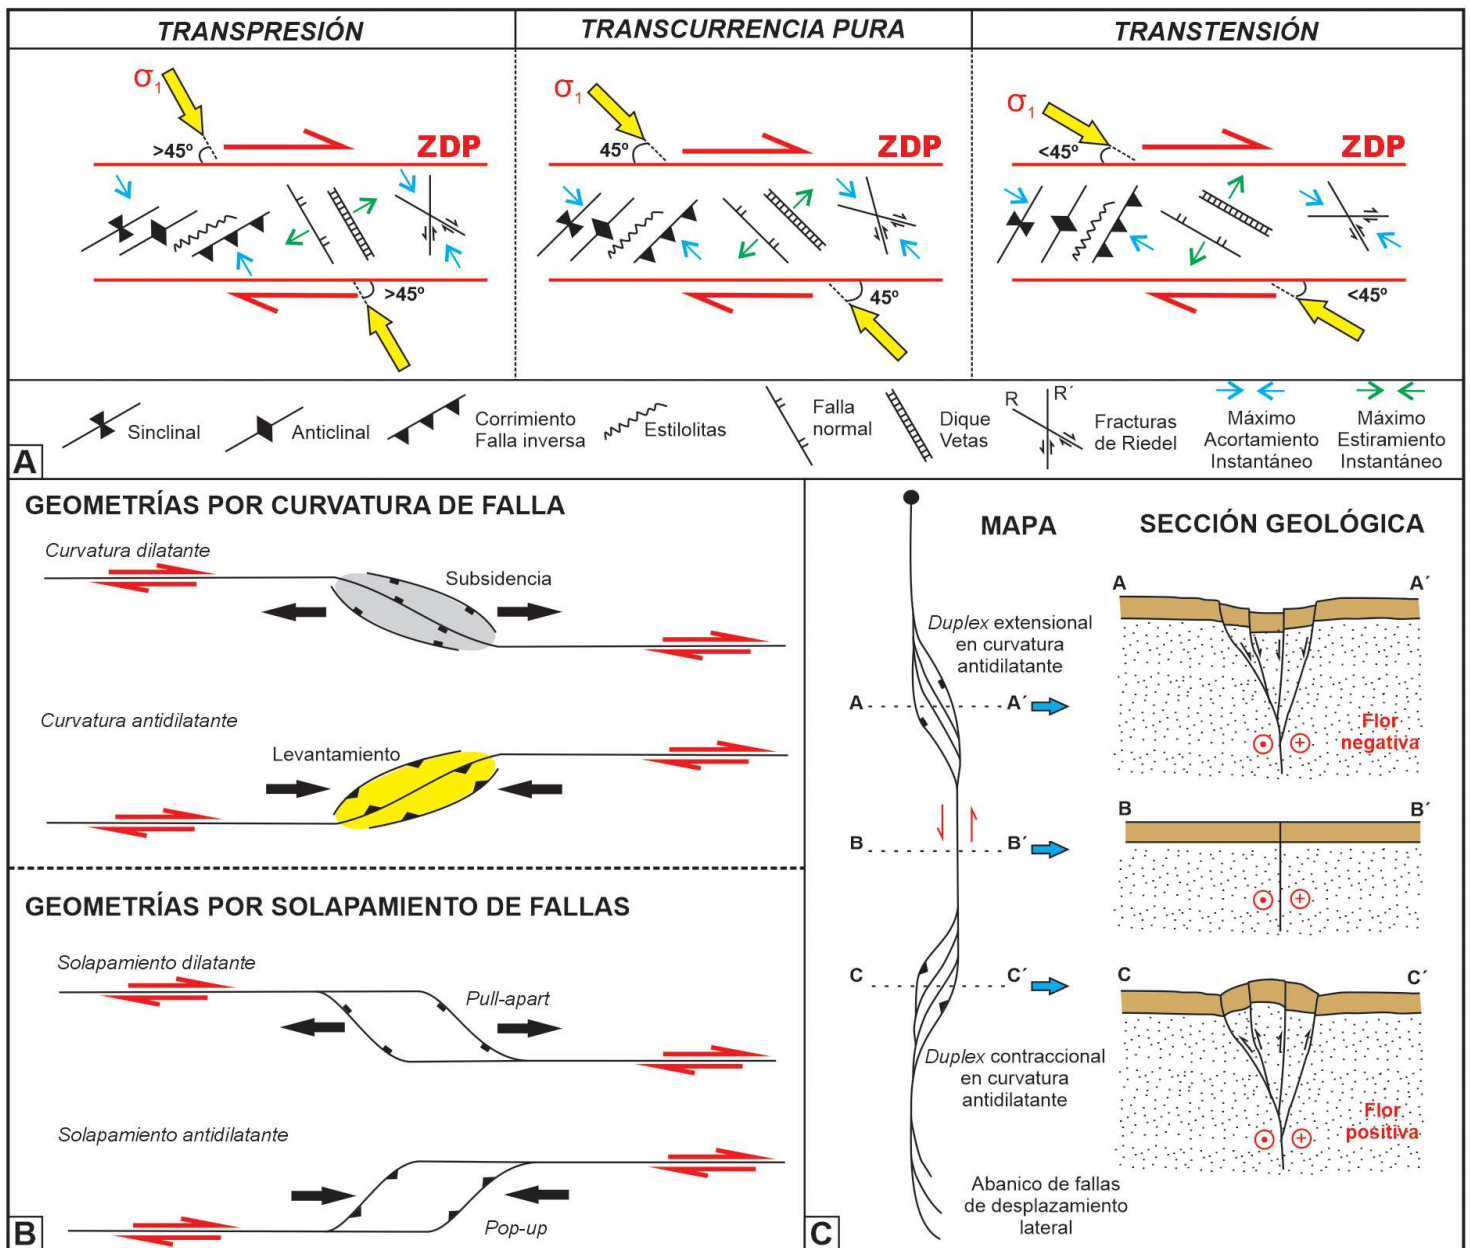 TRANSPRESIÓN
TRANSCURRENCIA PURA
TRANSTENSIÓN
σ1
>45º
ZDP
>45º
σ1
45º
ZDP
45º
σ1
<45º
ZDP
<45º
Sinclinal
Anticlinal
Corrimiento
Falla inversa
Estilolitas
Falla
normal
Dique
Vetas
R
R´
Fracturas
de Riedel
Máximo
Acortamiento
Instantáneo
Máximo
Estiramiento
Instantáneo
A
GEOMETRÍAS POR CURVATURA DE FALLA
Curvatura dilatante
Subsidencia
Curvatura antidilatante
Levantamiento
GEOMETRÍAS POR SOLAPAMIENTO DE FALLAS
Solapamiento dilatante
Pull-apart
Solapamiento antidilatante
Pop-up
B
MAPA
SECCIÓN GEOLÓGICA
Duplex extensional
en curvatura
antidilatante
A
A´
B
B´
C
C´
Duplex contraccional
en curvatura
antidilatante
Abanico de fallas
de desplazamiento
lateral
A
A´
Flor
negativa
B
B´
C
C´
Flor
positiva
C